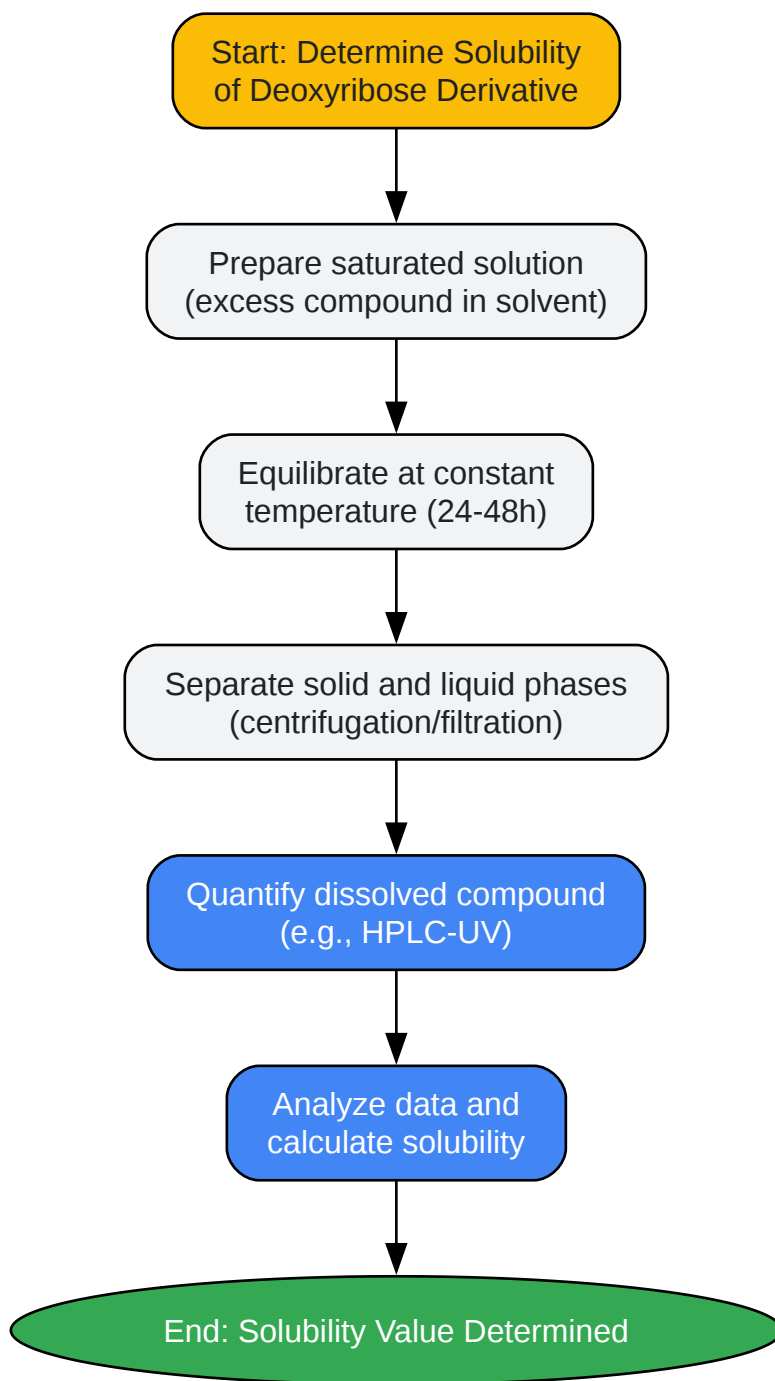 Start: Determine Solubility
of Deoxyribose Derivative
Prepare saturated solution
(excess compound in solvent)
Equilibrate at constant
temperature (24-48h)
Separate solid and liquid phases
(centrifugation/filtration)
Quantify dissolved compound
(e.g., HPLC-UV)
Analyze data and
calculate solubility
End: Solubility Value Determined